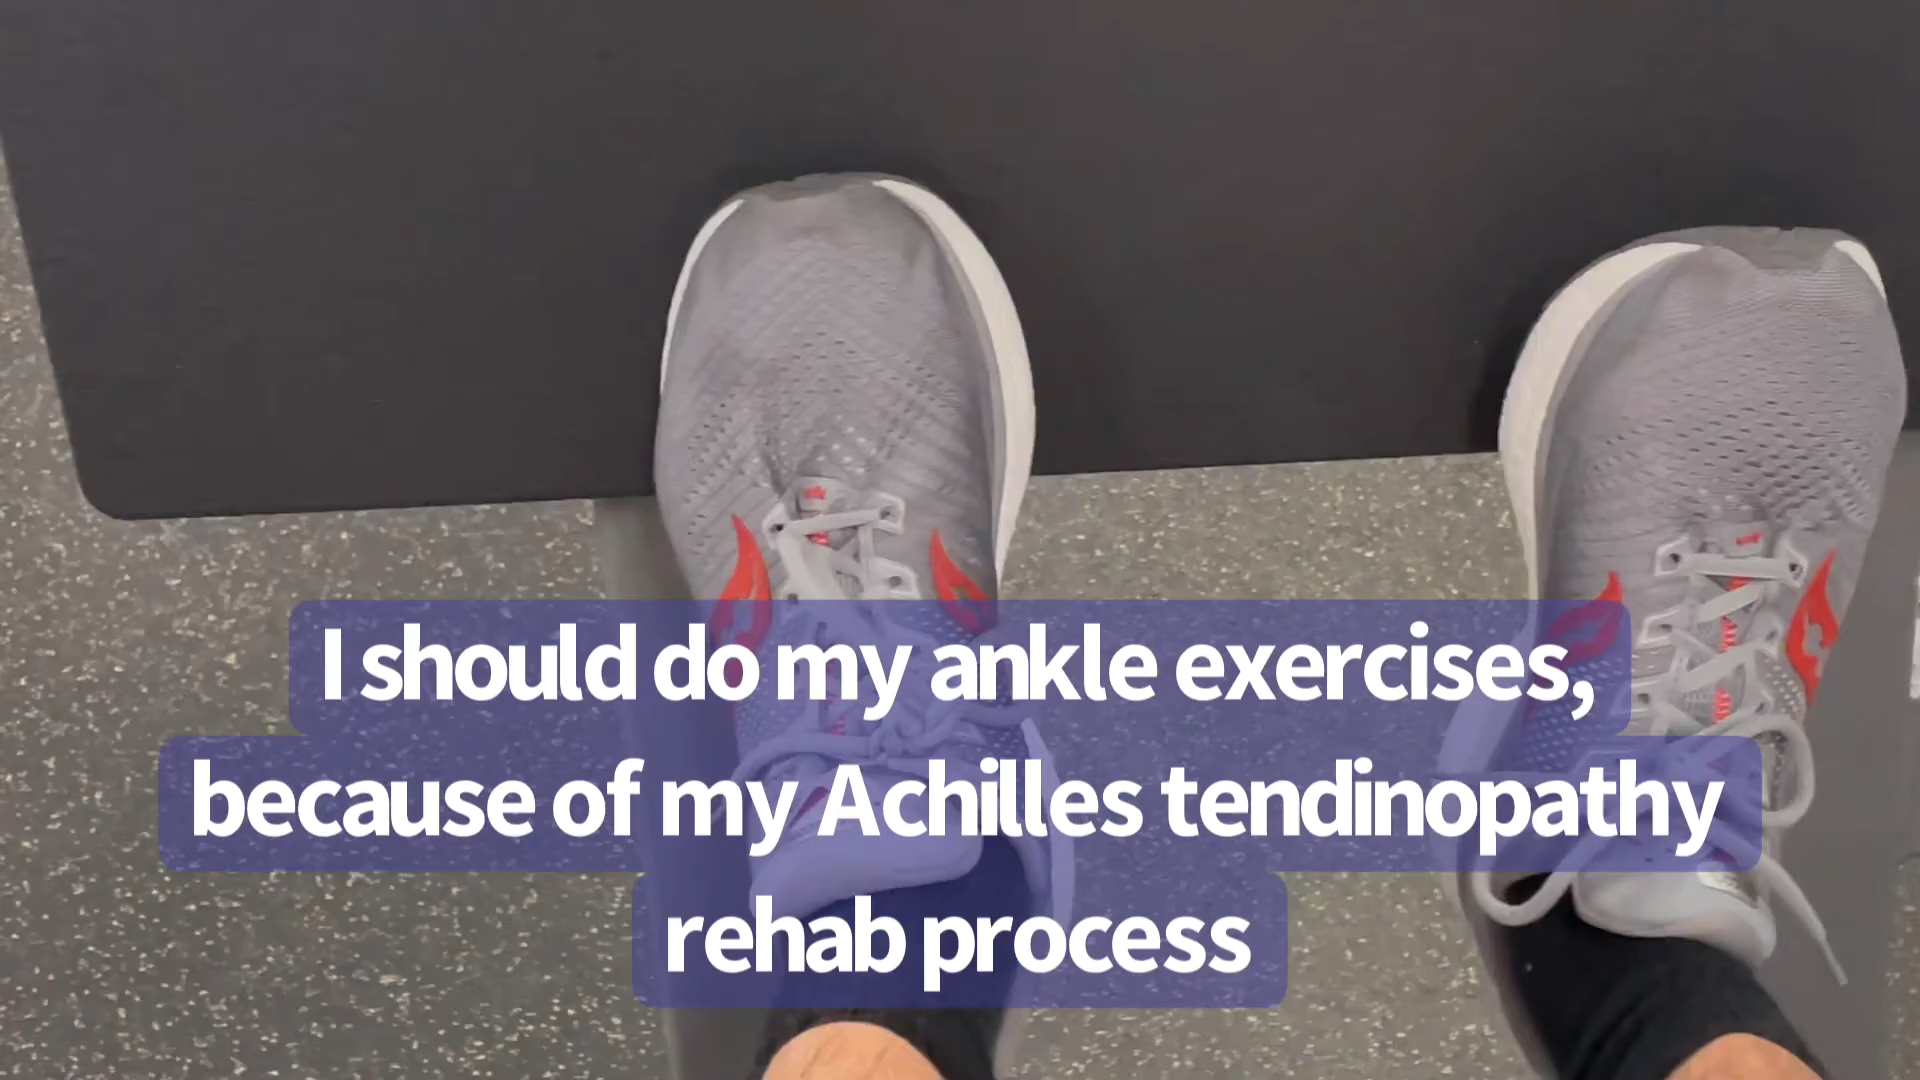 I should do my ankle exercises,
because of my Achilles tendinopathy
rehab process